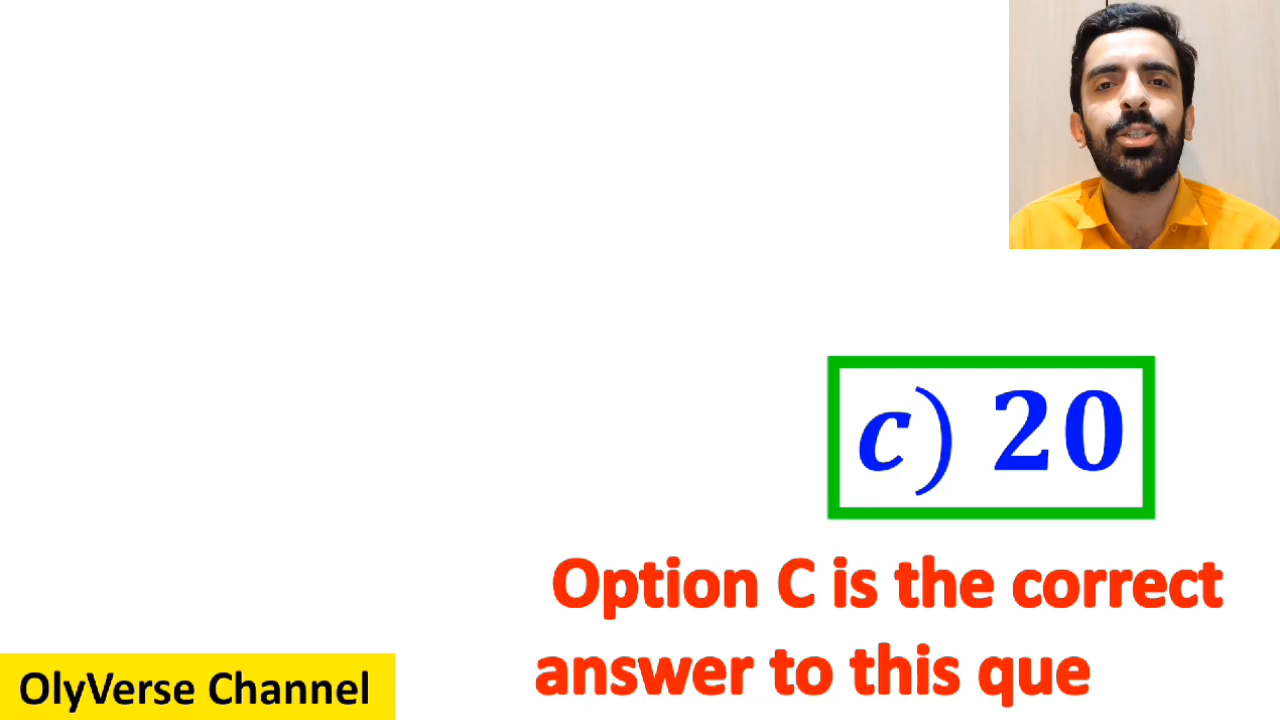 c) 20
Option C is the correct
answer to this que
OlyVerse Channel